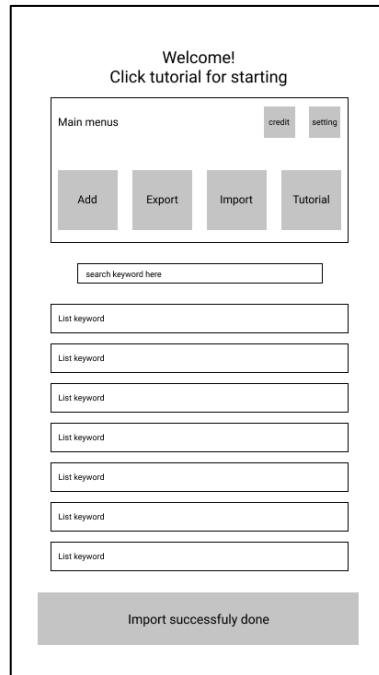 Welcome!
Click tutorial for starting
Main menus
credit
setting
Add
Export
Import
Tutorial
search keyword here
List keyword
List keyword
List keyword
List keyword
List keyword
List keyword
List keyword
Import successfuly done